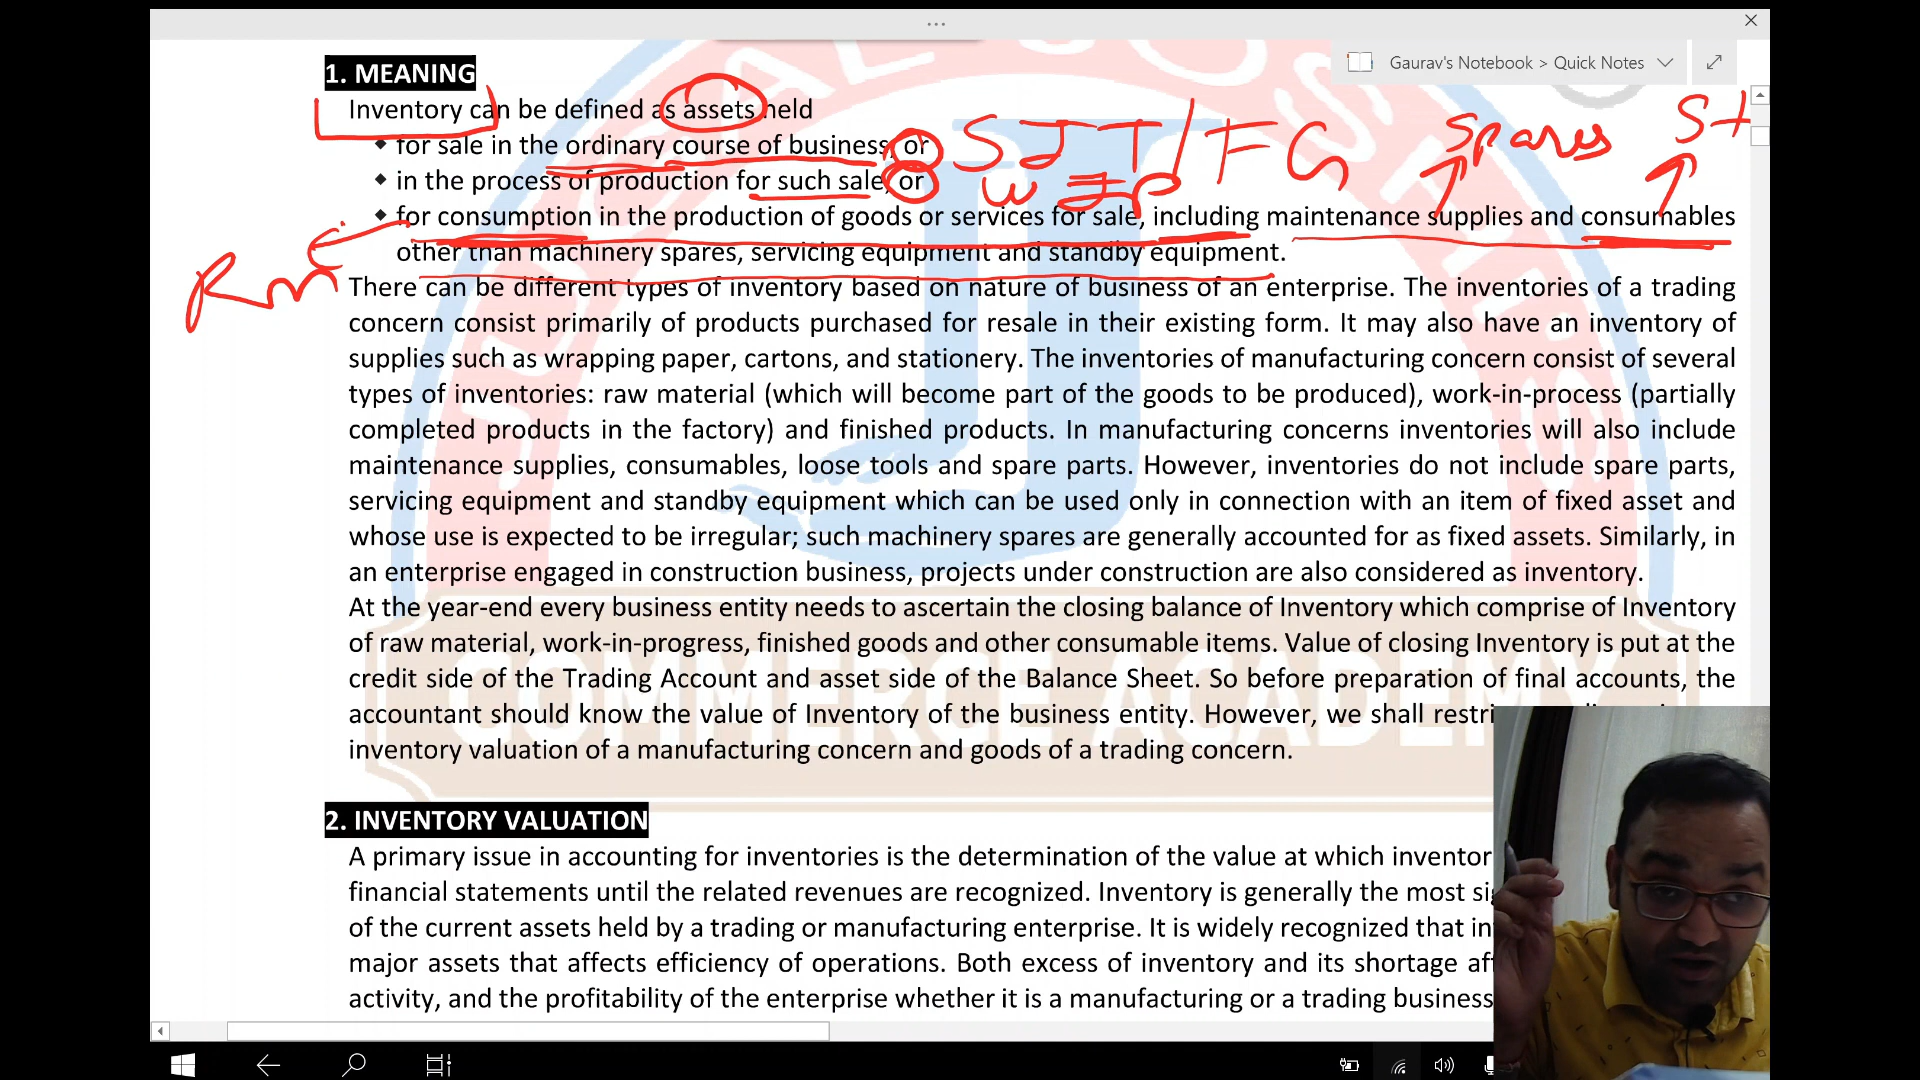 Gaurav's Notebook > Quick Notes
1. MEANING
Inventory can be defined as assets held
◆ for sale in the ordinary course of business, or
SIT/FG
Spares
St
◆ in the process of production for such sale, or
WIP
◆ for consumption in the production of goods or services for sale, including maintenance supplies and consumables
other than machinery spares, servicing equipment and standby equipment.
Rm
There can be different types of inventory based on nature of business of an enterprise. The inventories of a trading
concern consist primarily of products purchased for resale in their existing form. It may also have an inventory of
supplies such as wrapping paper, cartons, and stationery. The inventories of manufacturing concern consist of several
types of inventories: raw material (which will become part of the goods to be produced), work-in-process (partially
completed products in the factory) and finished products. In manufacturing concerns inventories will also include
maintenance supplies, consumables, loose tools and spare parts. However, inventories do not include spare parts,
servicing equipment and standby equipment which can be used only in connection with an item of fixed asset and
whose use is expected to be irregular; such machinery spares are generally accounted for as fixed assets. Similarly, in
an enterprise engaged in construction business, projects under construction are also considered as inventory.
At the year-end every business entity needs to ascertain the closing balance of Inventory which comprise of Inventory
of raw material, work-in-progress, finished goods and other consumable items. Value of closing Inventory is put at the
credit side of the Trading Account and asset side of the Balance Sheet. So before preparation of final accounts, the
accountant should know the value of Inventory of the business entity. However, we shall
inventory valuation of a manufacturing concern and goods of a trading concern.
COMMERCE ACADEMY
2. INVENTORY VALUATION
A primary issue in accounting for inventories is the determination of the value at which
financial statements until the related revenues are recognized. Inventory is generally the most
of the current assets held by a trading or manufacturing enterprise. It is widely recognized that
major assets that affects efficiency of operations. Both excess of inventory and its shortage
activity, and the profitability of the enterprise whether it is a manufacturing or a trading business